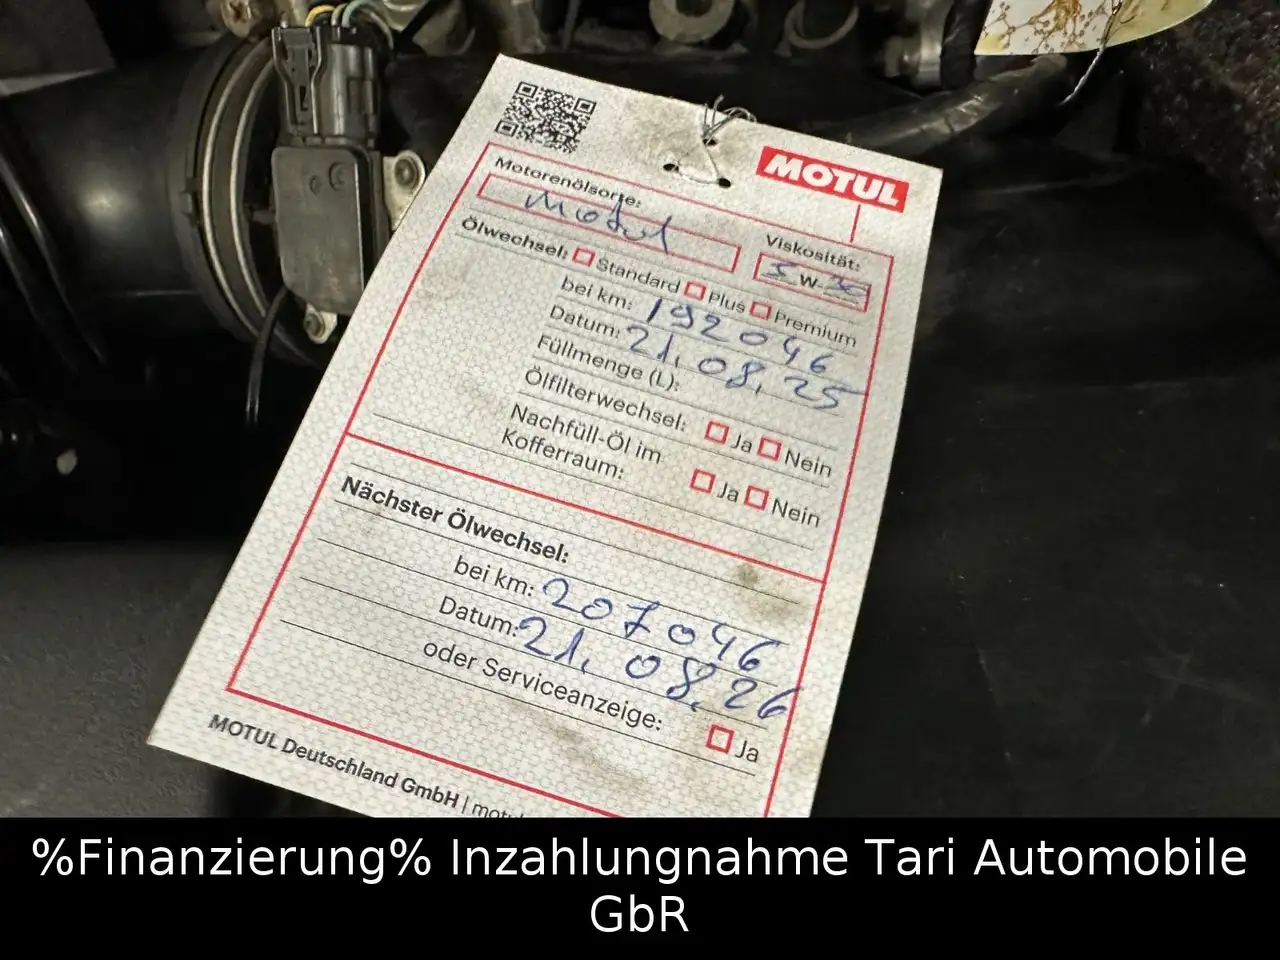 MOTUL
Motorenölsorte:
Motul
Viskosität:
5 W-30
Ölwechsel: Standard Plus Premium
bei km: 192046
Datum: 21.08.25
Füllmenge (L):
Ölfilterwechsel: Ja Nein
Nachfüll-Öl im
Kofferraum: Ja Nein
Nächster Ölwechsel:
bei km: 207046
Datum: 21.08.26
oder Serviceanzeige: Ja
MOTUL Deutschland GmbH |
%Finanzierung% Inzahlungnahme Tari Automobile
GbR